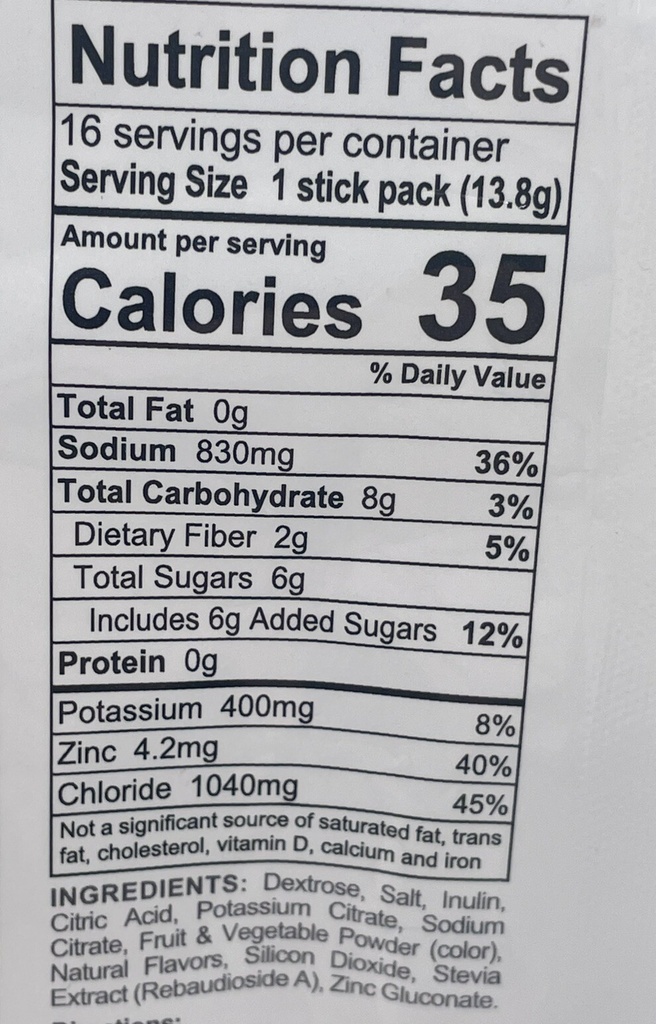 Nutrition Facts
16 servings per container
Serving Size 1 stick pack (13.8g)
Amount per serving
Calories 35
% Daily Value
Total Fat 0g
Sodium 830mg 36%
Total Carbohydrate 8g 3%
Dietary Fiber 2g 5%
Total Sugars 6g
Includes 6g Added Sugars 12%
Protein 0g
Potassium 400mg 8%
Zinc 4.2mg 40%
Chloride 1040mg 45%
Not a significant source of saturated fat, trans
fat, cholesterol, vitamin D, calcium and iron
INGREDIENTS: Dextrose, Salt, Inulin,
Citric Acid, Potassium Citrate, Sodium
Citrate, Fruit & Vegetable Powder (color),
Natural Flavors, Silicon Dioxide, Stevia
Extract (Rebaudioside A), Zinc Gluconate.